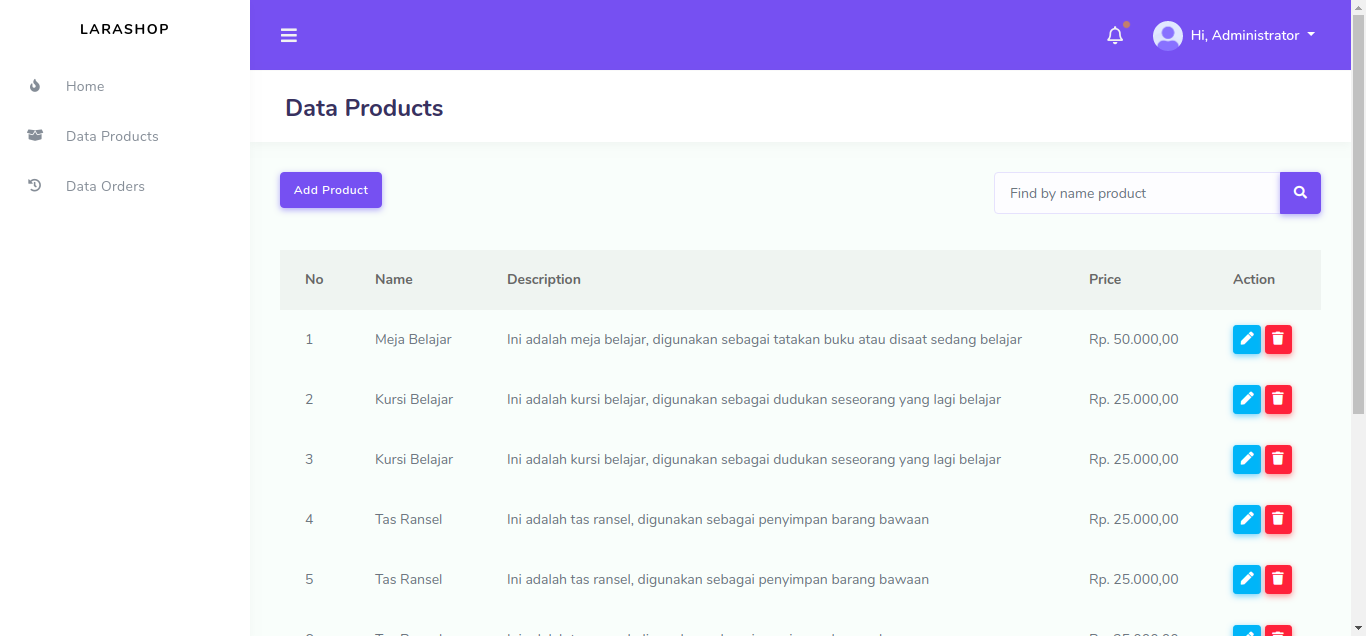 LARASHOP
Hi, Administrator
Home
Data Products
Data Orders
Data Products
Add Product
Find by name product
No Name Description Price Action
1 Meja Belajar Ini adalah meja belajar, digunakan sebagai tatakan buku atau disaat sedang belajar Rp. 50.000,00
2 Kursi Belajar Ini adalah kursi belajar, digunakan sebagai dudukan seseorang yang lagi belajar Rp. 25.000,00
3 Kursi Belajar Ini adalah kursi belajar, digunakan sebagai dudukan seseorang yang lagi belajar Rp. 25.000,00
4 Tas Ransel Ini adalah tas ransel, digunakan sebagai penyimpan barang bawaan Rp. 25.000,00
5 Tas Ransel Ini adalah tas ransel, digunakan sebagai penyimpan barang bawaan Rp. 25.000,00